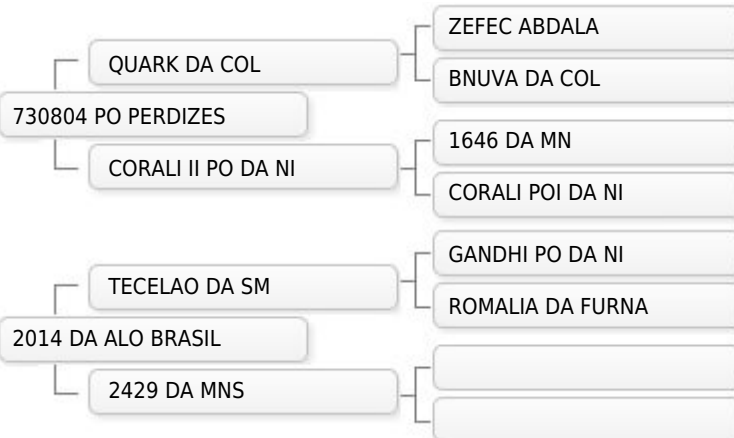 ZEFEC ABDALA
QUARK DA COL
BNUVA DA COL
730804 PO PERDIZES
1646 DA MN
CORALI II PO DA NI
CORALI POI DA NI
GANDHI PO DA NI
TECELAO DA SM
ROMALIA DA FURNA
2014 DA ALO BRASIL
2429 DA MNS